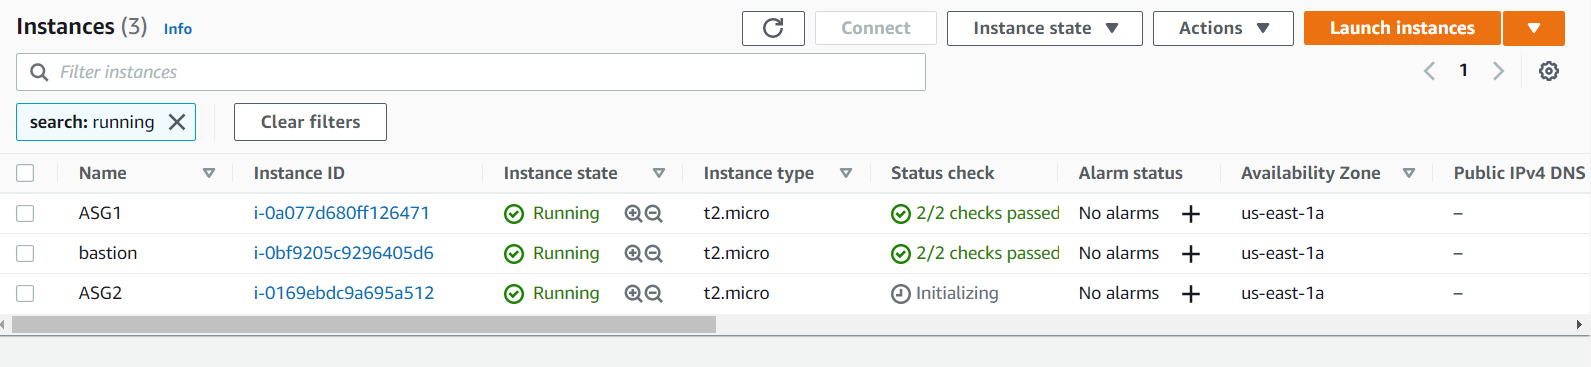 Instances (3) Info Connect Instance state Actions Launch instances
Filter instances 1
search: running Clear filters
Name Instance ID Instance state Instance type Status check Alarm status Availability Zone Public IPv4 DNS
ASG1 i-0a077d680ff126471 Running t2.micro 2/2 checks passed No alarms + us-east-1a –
bastion i-0bf9205c9296405d6 Running t2.micro 2/2 checks passed No alarms + us-east-1a –
ASG2 i-0169ebdc9a695a512 Running t2.micro Initializing No alarms + us-east-1a –